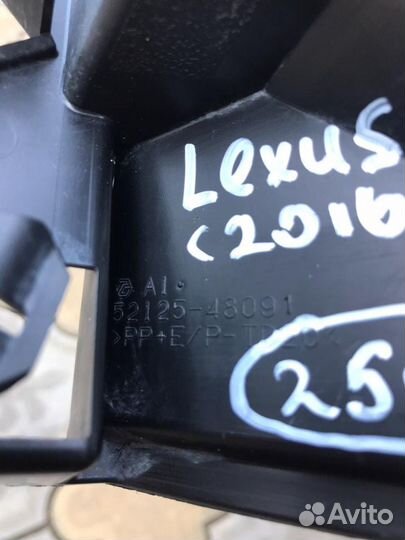 Lexus
(2016
A1
52125-48091
>PP+E/P-TD20<
25
Avito